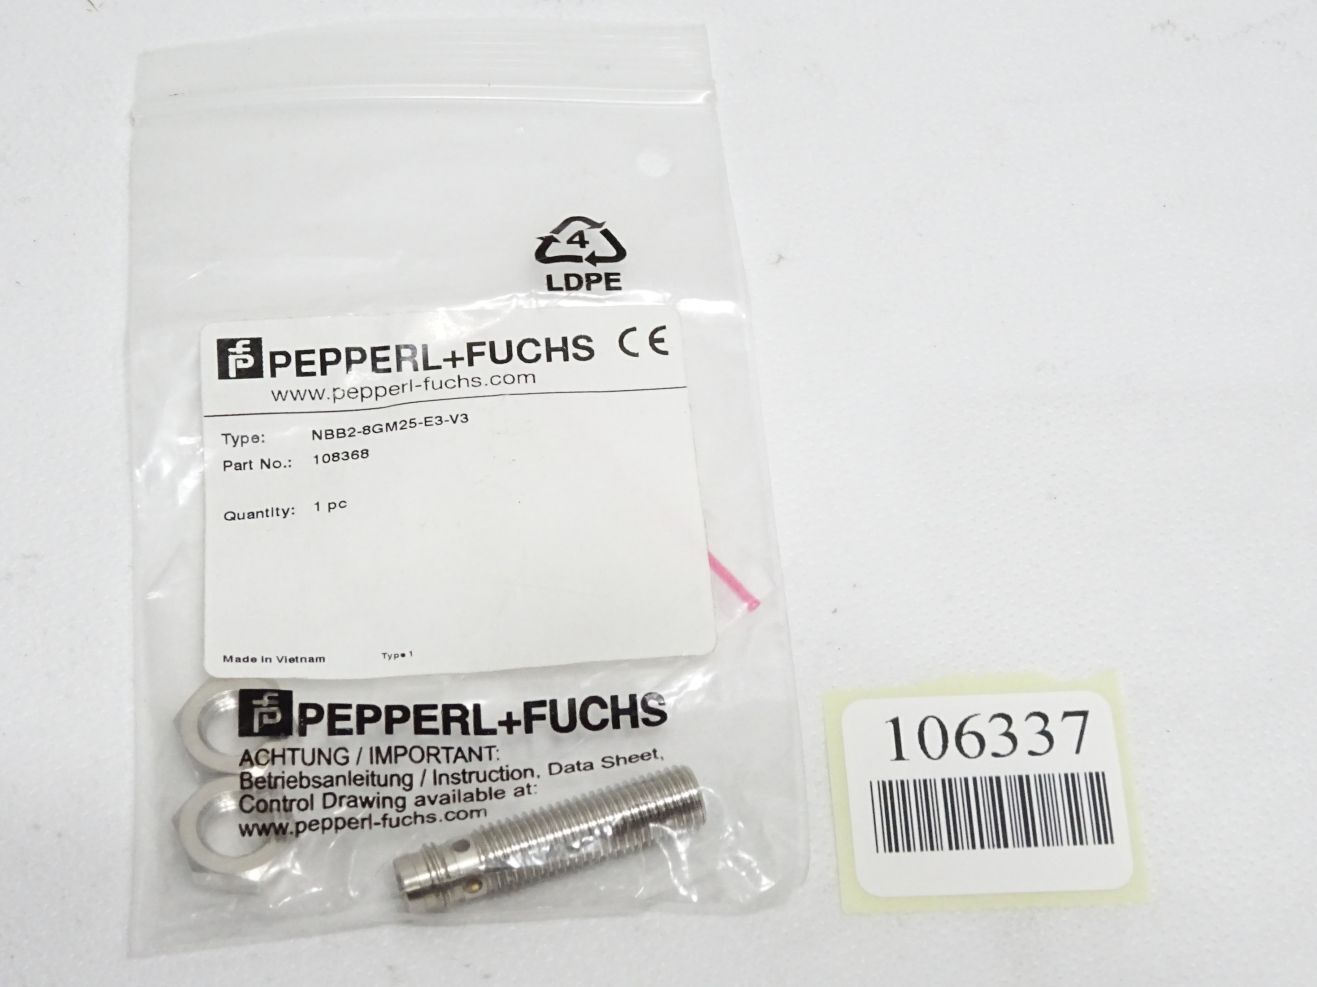 4
LDPE
PEPPERL+FUCHS CE
www.pepperl-fuchs.com
Type: NBB2-8GM25-E3-V3
Part No.: 108368
Quantity: 1 pc
Made in Vietnam Type 1
PEPPERL+FUCHS
ACHTUNG / IMPORTANT:
Betriebsanleitung / Instruction, Data Sheet,
Control Drawing available at:
www.pepperl-fuchs.com
106337